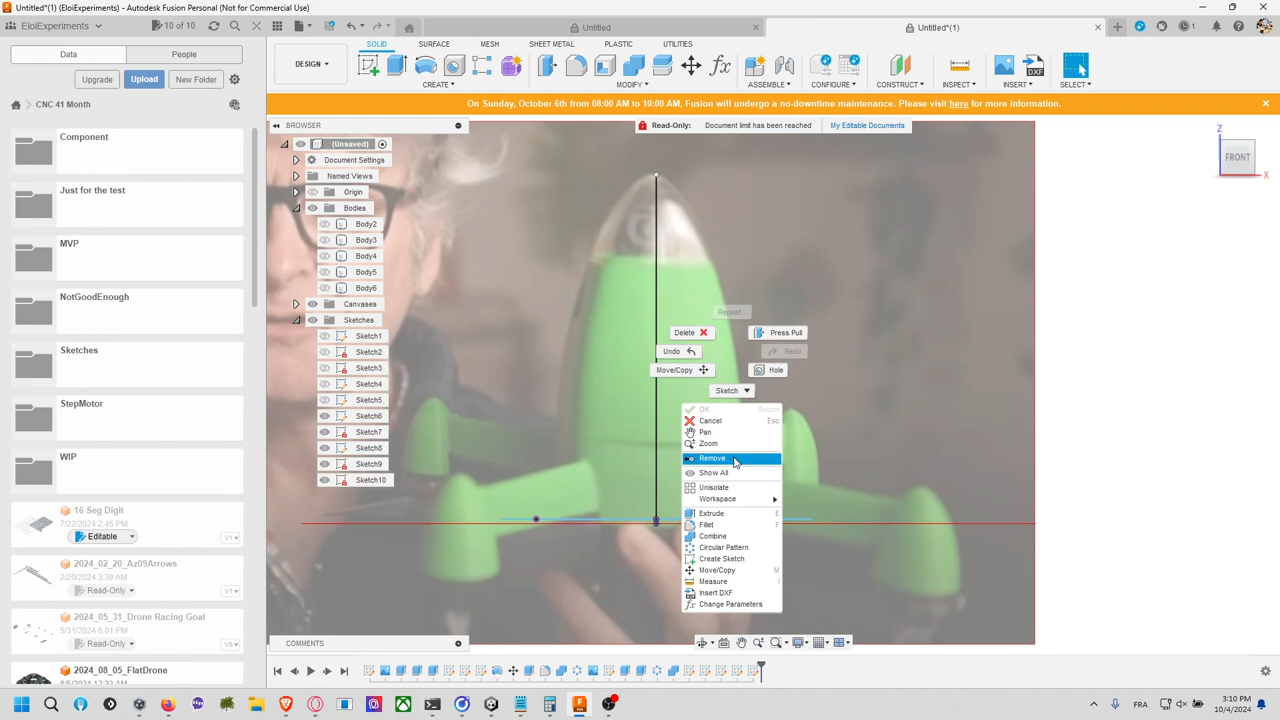 Untitled*(1) - Autodesk Fusion Personal (Not for Commercial Use)
EloiExperiments
10 of 10
Untitled
Untitled*(1)
1
Data
People
Upgrade
Upload
New Folder
CNC 41 Month
Component
Just for the test
MVP
NotGoodEnough
Sketches
StepMotor
WIP
16 Seg Digit
7/22/2024 2:45 PM
Editable
V1
2024_02_20_Az09Arrows
2/20/2024 3:39 AM
Read-Only
V1
2024_05_31_Drone Racing Goal
5/31/2024 6:01 PM
Read-Only
V6
2024_08_05_FlatDrone
DESIGN
SOLID
SURFACE
MESH
SHEET METAL
PLASTIC
UTILITIES
CREATE
MODIFY
ASSEMBLE
CONFIGURE
CONSTRUCT
INSPECT
INSERT
SELECT
On Sunday, October 6th from 08:00 AM to 10:00 AM, Fusion will undergo a no-downtime maintenance. Please visit here for more information.
BROWSER
Read-Only: Document limit has been reached
My Editable Documents
(Unsaved)
Document Settings
Named Views
Origin
Bodies
Body2
Body3
Body4
Body5
Body6
Canvases
Sketches
Sketch1
Sketch2
Sketch3
Sketch4
Sketch5
Sketch6
Sketch7
Sketch8
Sketch9
Sketch10
Z
FRONT
X
Repeat...
Delete
Press Pull
Undo
Redo
Move/Copy
Hole
Sketch
OK Return
Cancel Esc
Pan
Zoom
Remove
Show All
Unisolate
Workspace
Extrude E
Fillet F
Combine
Circular Pattern
Create Sketch
Move/Copy M
Measure I
Insert DXF
Change Parameters
COMMENTS
FRA
3:10 PM
10/4/2024